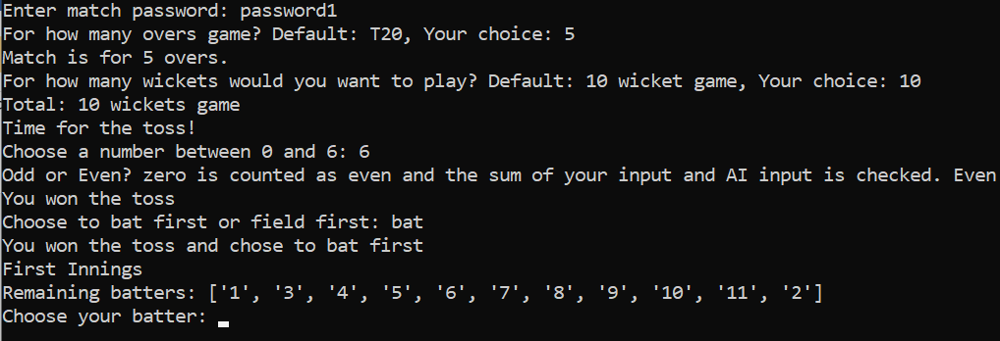 Enter match password: password1
For how many overs game? Default: T20, Your choice: 5
Match is for 5 overs.
For how many wickets would you want to play? Default: 10 wicket game, Your choice: 10
Total: 10 wickets game
Time for the toss!
Choose a number between 0 and 6: 6
Odd or Even? zero is counted as even and the sum of your input and AI input is checked. Even
You won the toss
Choose to bat first or field first: bat
You won the toss and chose to bat first
First Innings
Remaining batters: ['1', '3', '4', '5', '6', '7', '8', '9', '10', '11', '2']
Choose your batter: